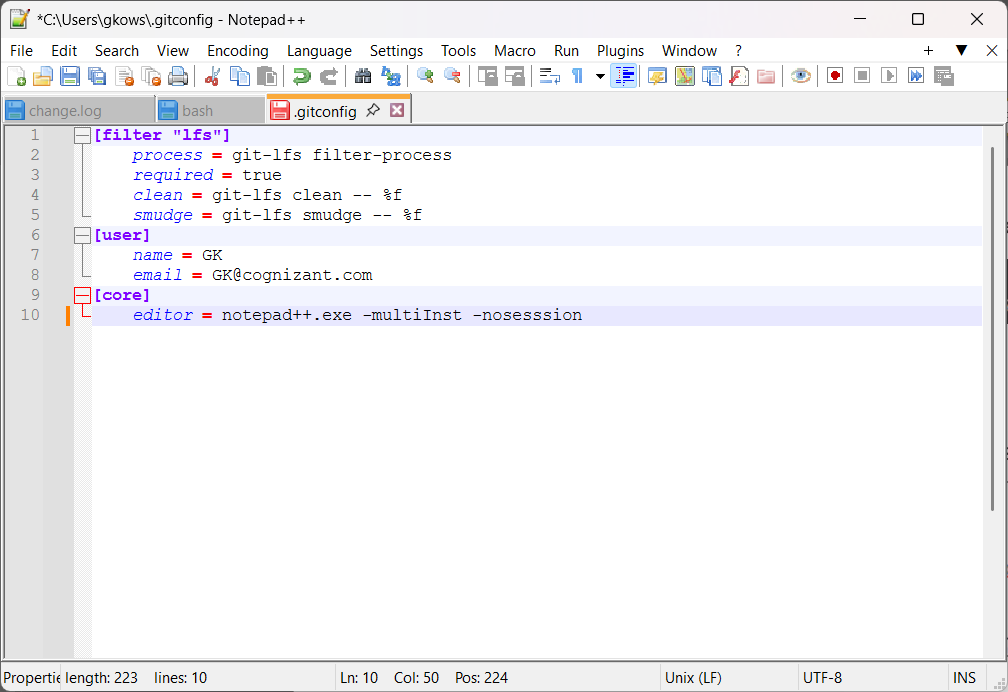 *C:\Users\gkows\.gitconfig - Notepad++
File Edit Search View Encoding Language Settings Tools Macro Run Plugins Window ? + ▼ X
change.log bash .gitconfig
1 [filter "lfs"]
2 process = git-lfs filter-process
3 required = true
4 clean = git-lfs clean -- %f
5 smudge = git-lfs smudge -- %f
6 [user]
7 name = GK
8 email = GK@cognizant.com
9 [core]
10 editor = notepad++.exe -multiInst -nosesssion
Propertie length: 223 lines: 10 Ln: 10 Col: 50 Pos: 224 Unix (LF) UTF-8 INS